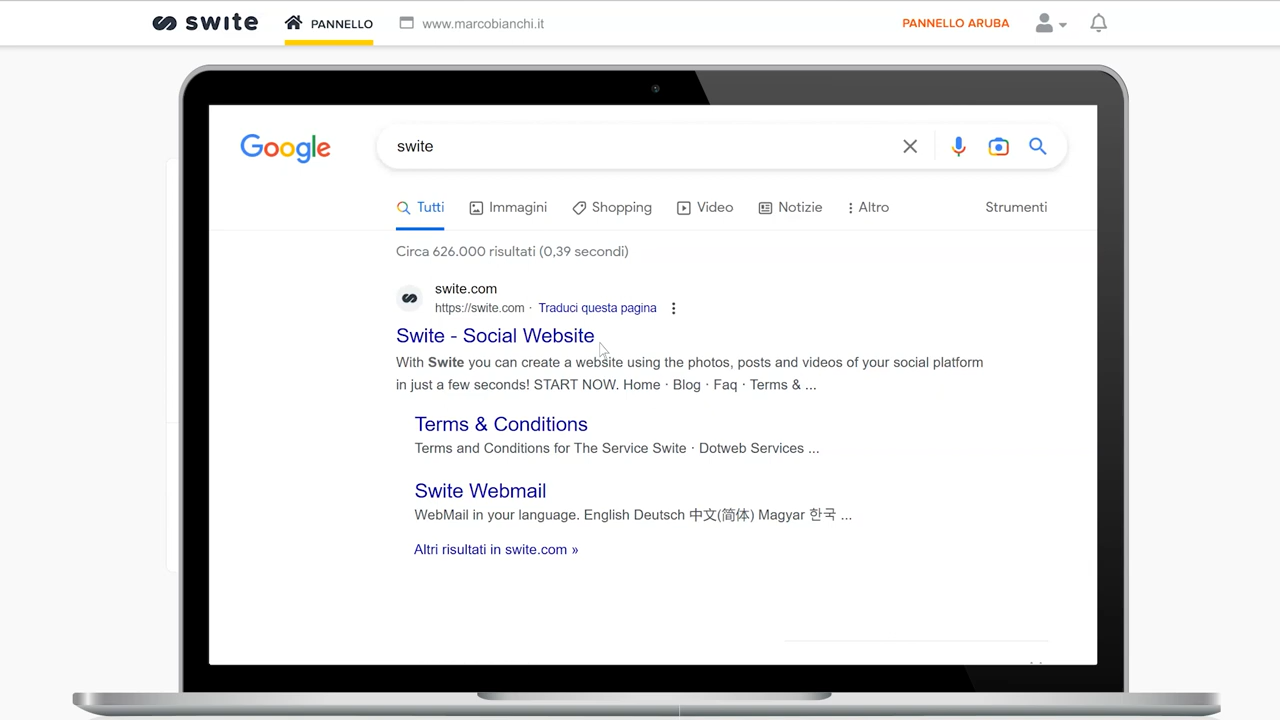 swite PANNELLO www.marcobianchi.it PANNELLO ARUBA
Google swite
Tutti Immagini Shopping Video Notizie Altro Strumenti
Circa 626.000 risultati (0,39 secondi)
swite.com
https://swite.com · Traduci questa pagina
Swite - Social Website
With Swite you can create a website using the photos, posts and videos of your social platform
in just a few seconds! START NOW. Home · Blog · Faq · Terms & ...
Terms & Conditions
Terms and Conditions for The Service Swite · Dotweb Services ...
Swite Webmail
WebMail in your language. English Deutsch 中文(简体) Magyar 한국 ...
Altri risultati in swite.com »